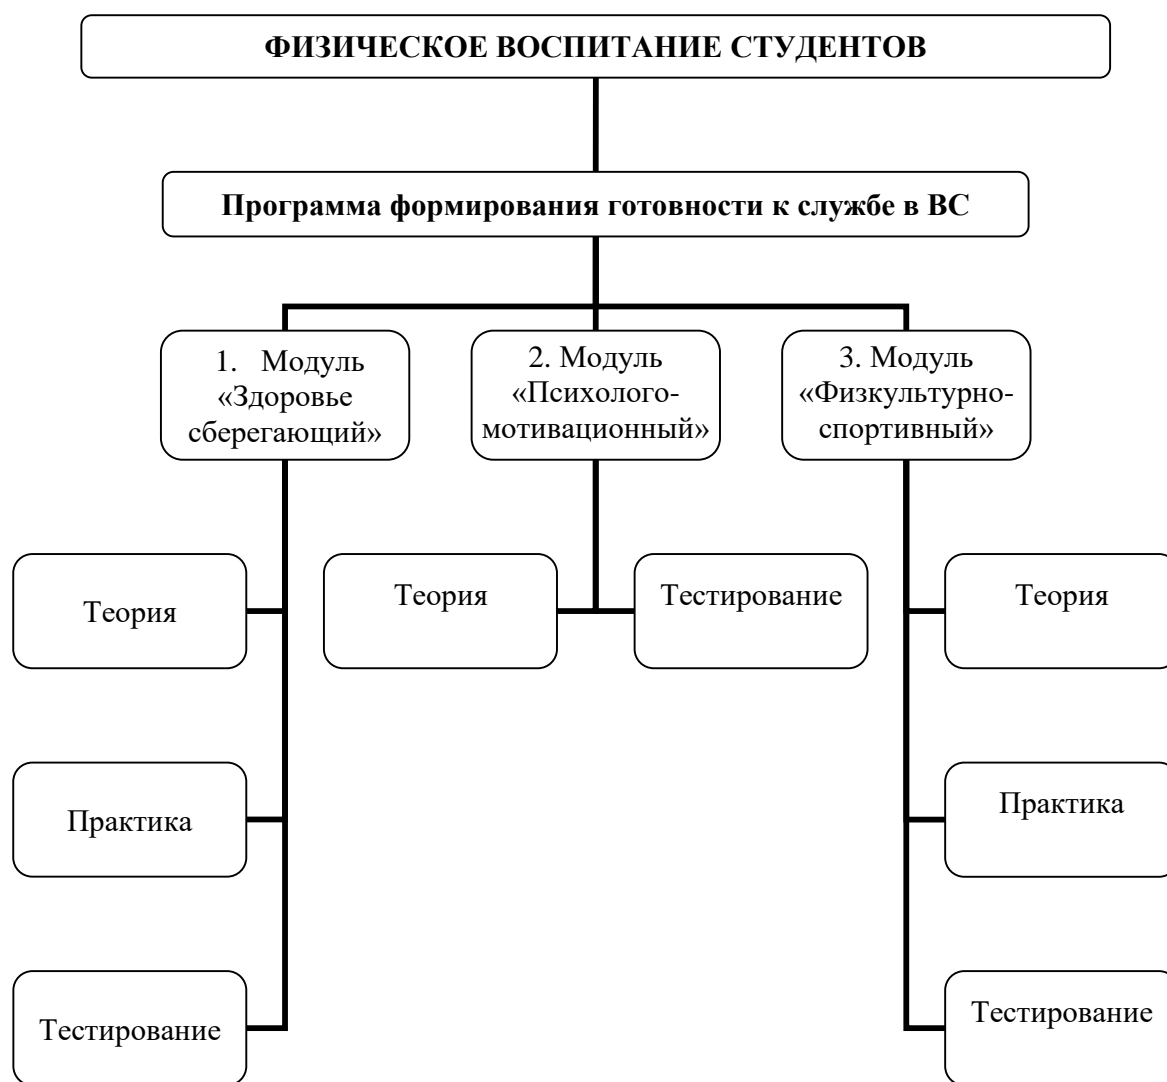 ФИЗИЧЕСКОЕ ВОСПИТАНИЕ СТУДЕНТОВ
Программа формирования готовности к службе в ВС
1. Модуль
«Здоровье
сберегающий»
2. Модуль
«Психолого-
мотивационный»
3. Модуль
«Физкультурно-
спортивный»
Теория
Теория
Тестирование
Теория
Практика
Практика
Тестирование
Тестирование